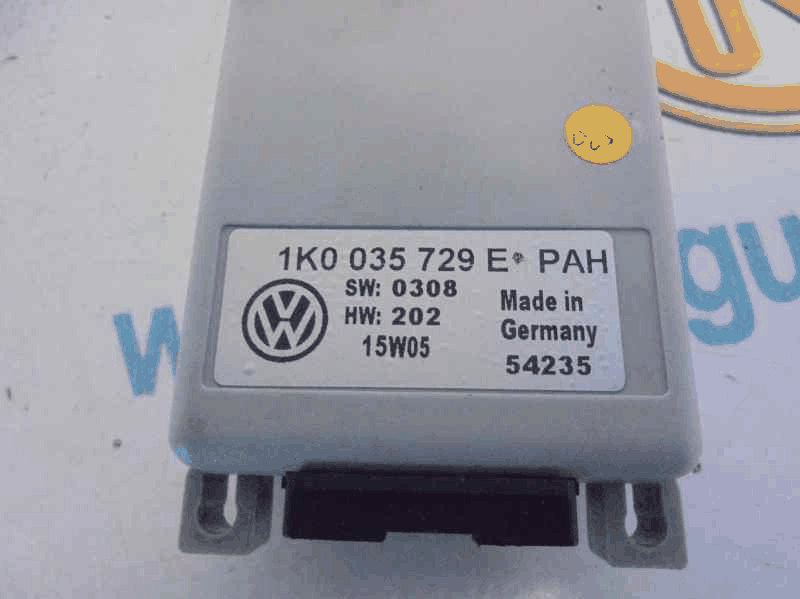 1K0 035 729 E PAH
SW: 0308
HW: 202
15W05
Made in
Germany
54235